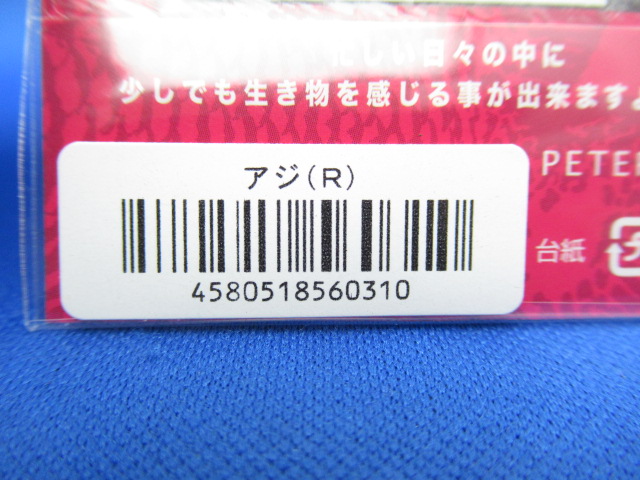 忙しい日々の中に
少しでも生き物を感じる事が出来ます。
アジ(R)
4580518560310
PETE
台紙